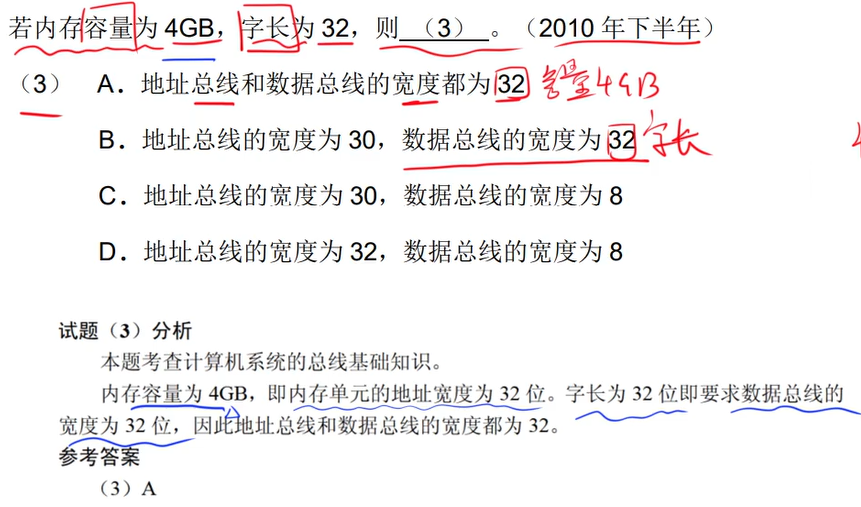 若内存容量为 4GB，字长为 32，则（3）。（2010 年下半年）
（3） A．地址总线和数据总线的宽度都为 32 容量4GB
B．地址总线的宽度为 30，数据总线的宽度为 32 字长
C．地址总线的宽度为 30，数据总线的宽度为 8
D．地址总线的宽度为 32，数据总线的宽度为 8
试题（3）分析
本题考查计算机系统的总线基础知识。
内存容量为 4GB，即内存单元的地址宽度为 32 位。字长为 32 位即要求数据总线的
宽度为 32 位，因此地址总线和数据总线的宽度都为 32。
参考答案
（3）A